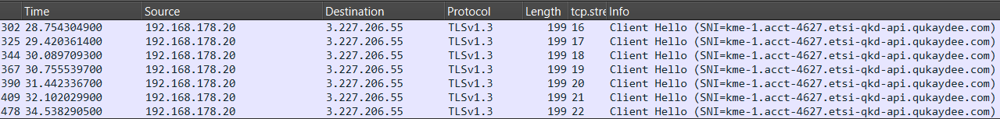 Time Source Destination Protocol Length tcp.stre Info
302 28.754304900 192.168.178.20 3.227.206.55 TLSv1.3 199 16 Client Hello (SNI=kme-1.acct-4627.etsi-qkd-api.qukaydee.com)
325 29.420361400 192.168.178.20 3.227.206.55 TLSv1.3 199 17 Client Hello (SNI=kme-1.acct-4627.etsi-qkd-api.qukaydee.com)
344 30.089709300 192.168.178.20 3.227.206.55 TLSv1.3 199 18 Client Hello (SNI=kme-1.acct-4627.etsi-qkd-api.qukaydee.com)
367 30.755539700 192.168.178.20 3.227.206.55 TLSv1.3 199 19 Client Hello (SNI=kme-1.acct-4627.etsi-qkd-api.qukaydee.com)
390 31.442336700 192.168.178.20 3.227.206.55 TLSv1.3 199 20 Client Hello (SNI=kme-1.acct-4627.etsi-qkd-api.qukaydee.com)
409 32.102029900 192.168.178.20 3.227.206.55 TLSv1.3 199 21 Client Hello (SNI=kme-1.acct-4627.etsi-qkd-api.qukaydee.com)
478 34.538290500 192.168.178.20 3.227.206.55 TLSv1.3 199 22 Client Hello (SNI=kme-1.acct-4627.etsi-qkd-api.qukaydee.com)